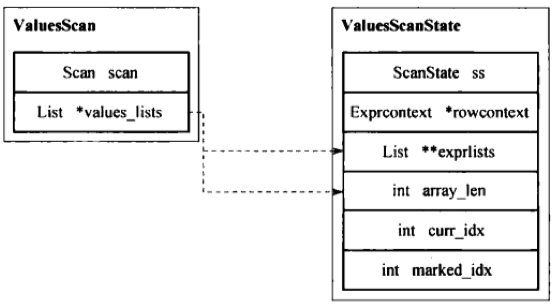 ValuesScan
Scan scan
List *values_lists
ValuesScanState
ScanState ss
Exprcontext *rowcontext
List **exprlists
int array_len
int curr_idx
int marked_idx